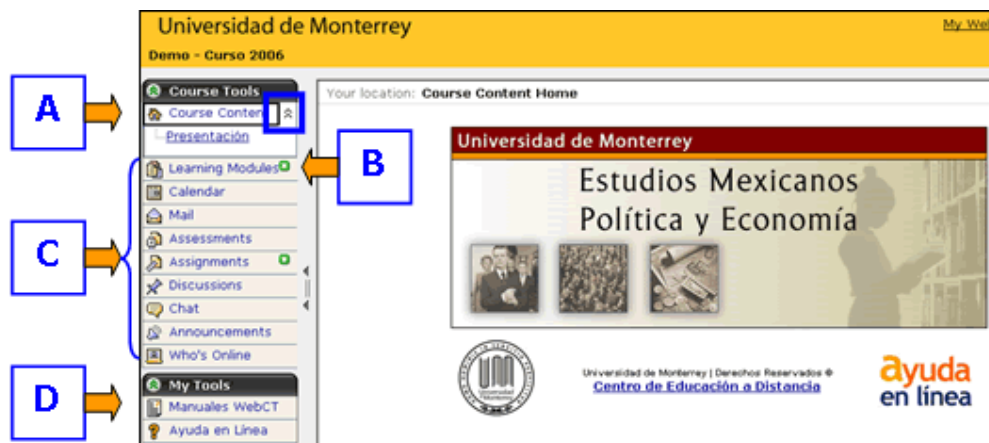 Universidad de Monterrey
My Web
Demo - Curso 2006
A
Course Tools
Course Conten
Presentación
Your location: Course Content Home
B
C
Learning Modules
Calendar
Mail
Assessments
Assignments
Discussions
Chat
Announcements
Who's Online
Universidad de Monterrey
Estudios Mexicanos
Política y Economía
D
My Tools
Manuales WebCT
Ayuda en Línea
Universidad de Monterrey | Derechos Reservados ®
Centro de Educación a Distancia
ayuda
en línea